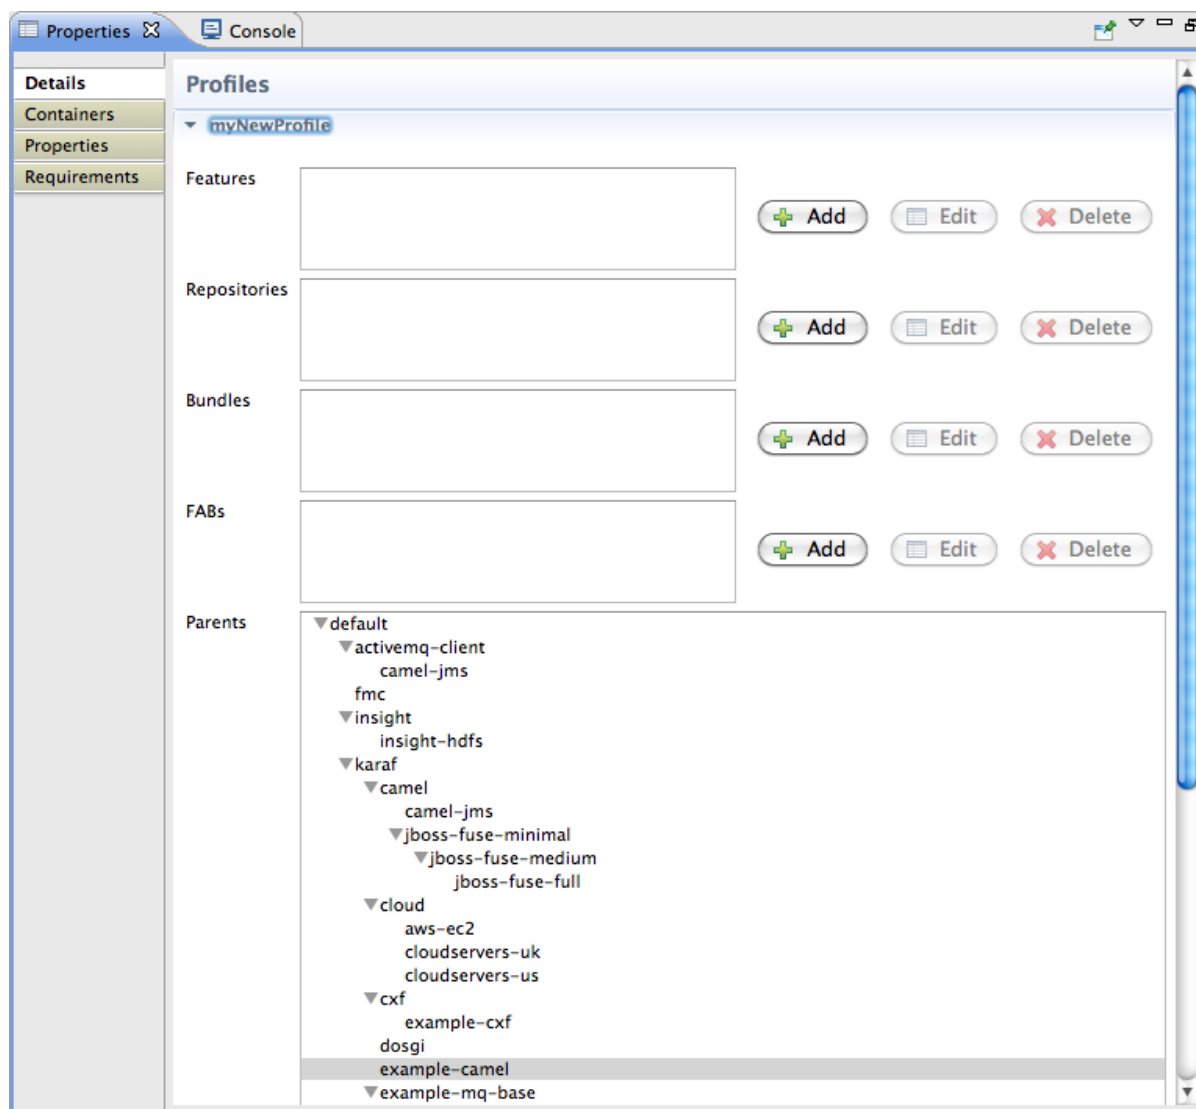 Properties Console
Details
Containers
Properties
Requirements
Profiles
myNewProfile
Features
Add Edit Delete
Repositories
Add Edit Delete
Bundles
Add Edit Delete
FABs
Add Edit Delete
Parents
default
activemq-client
camel-jms
fmc
insight
insight-hdfs
karaf
camel
camel-jms
jboss-fuse-minimal
jboss-fuse-medium
jboss-fuse-full
cloud
aws-ec2
cloudservers-uk
cloudservers-us
cxf
example-cxf
dosgi
example-camel
example-mq-base